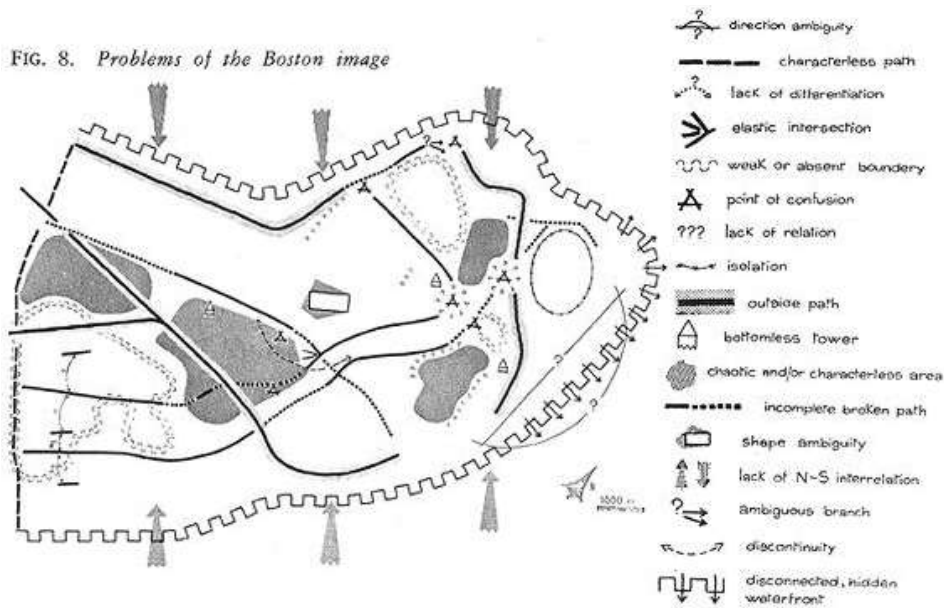 FIG. 8. Problems of the Boston image
direction ambiguity
characterless path
lack of differentiation
elastic intersection
weak or absent boundary
point of confusion
??? lack of relation
isolation
outside path
bottomless tower
chaotic and/or characterless area
incomplete broken path
shape ambiguity
lack of N-S interrelation
? ambiguous branch
discontinuity
disconnected, hidden
waterfront